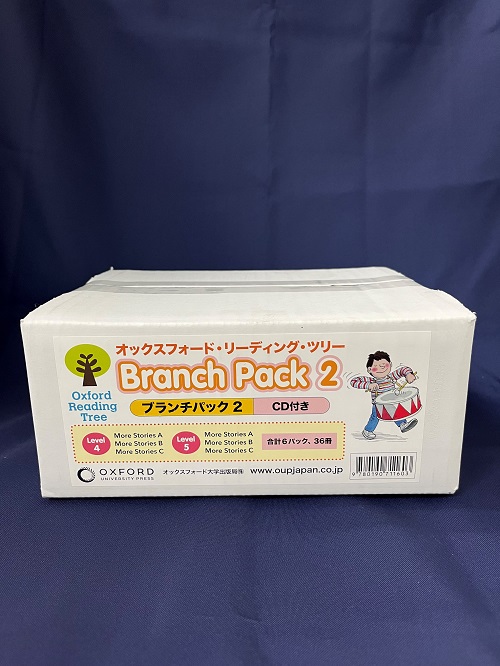 オックスフォード・リーディング・ツリー
Branch Pack 2
Oxford
Reading
Tree
ブランチパック 2
CD付き
Level
4
More Stories A
More Stories B
More Stories C
Level
5
More Stories A
More Stories B
More Stories C
合計6パック、36冊
OXFORD
UNIVERSITY PRESS
オックスフォード大学出版局㈱
www.oupjapan.co.jp
9780190711603